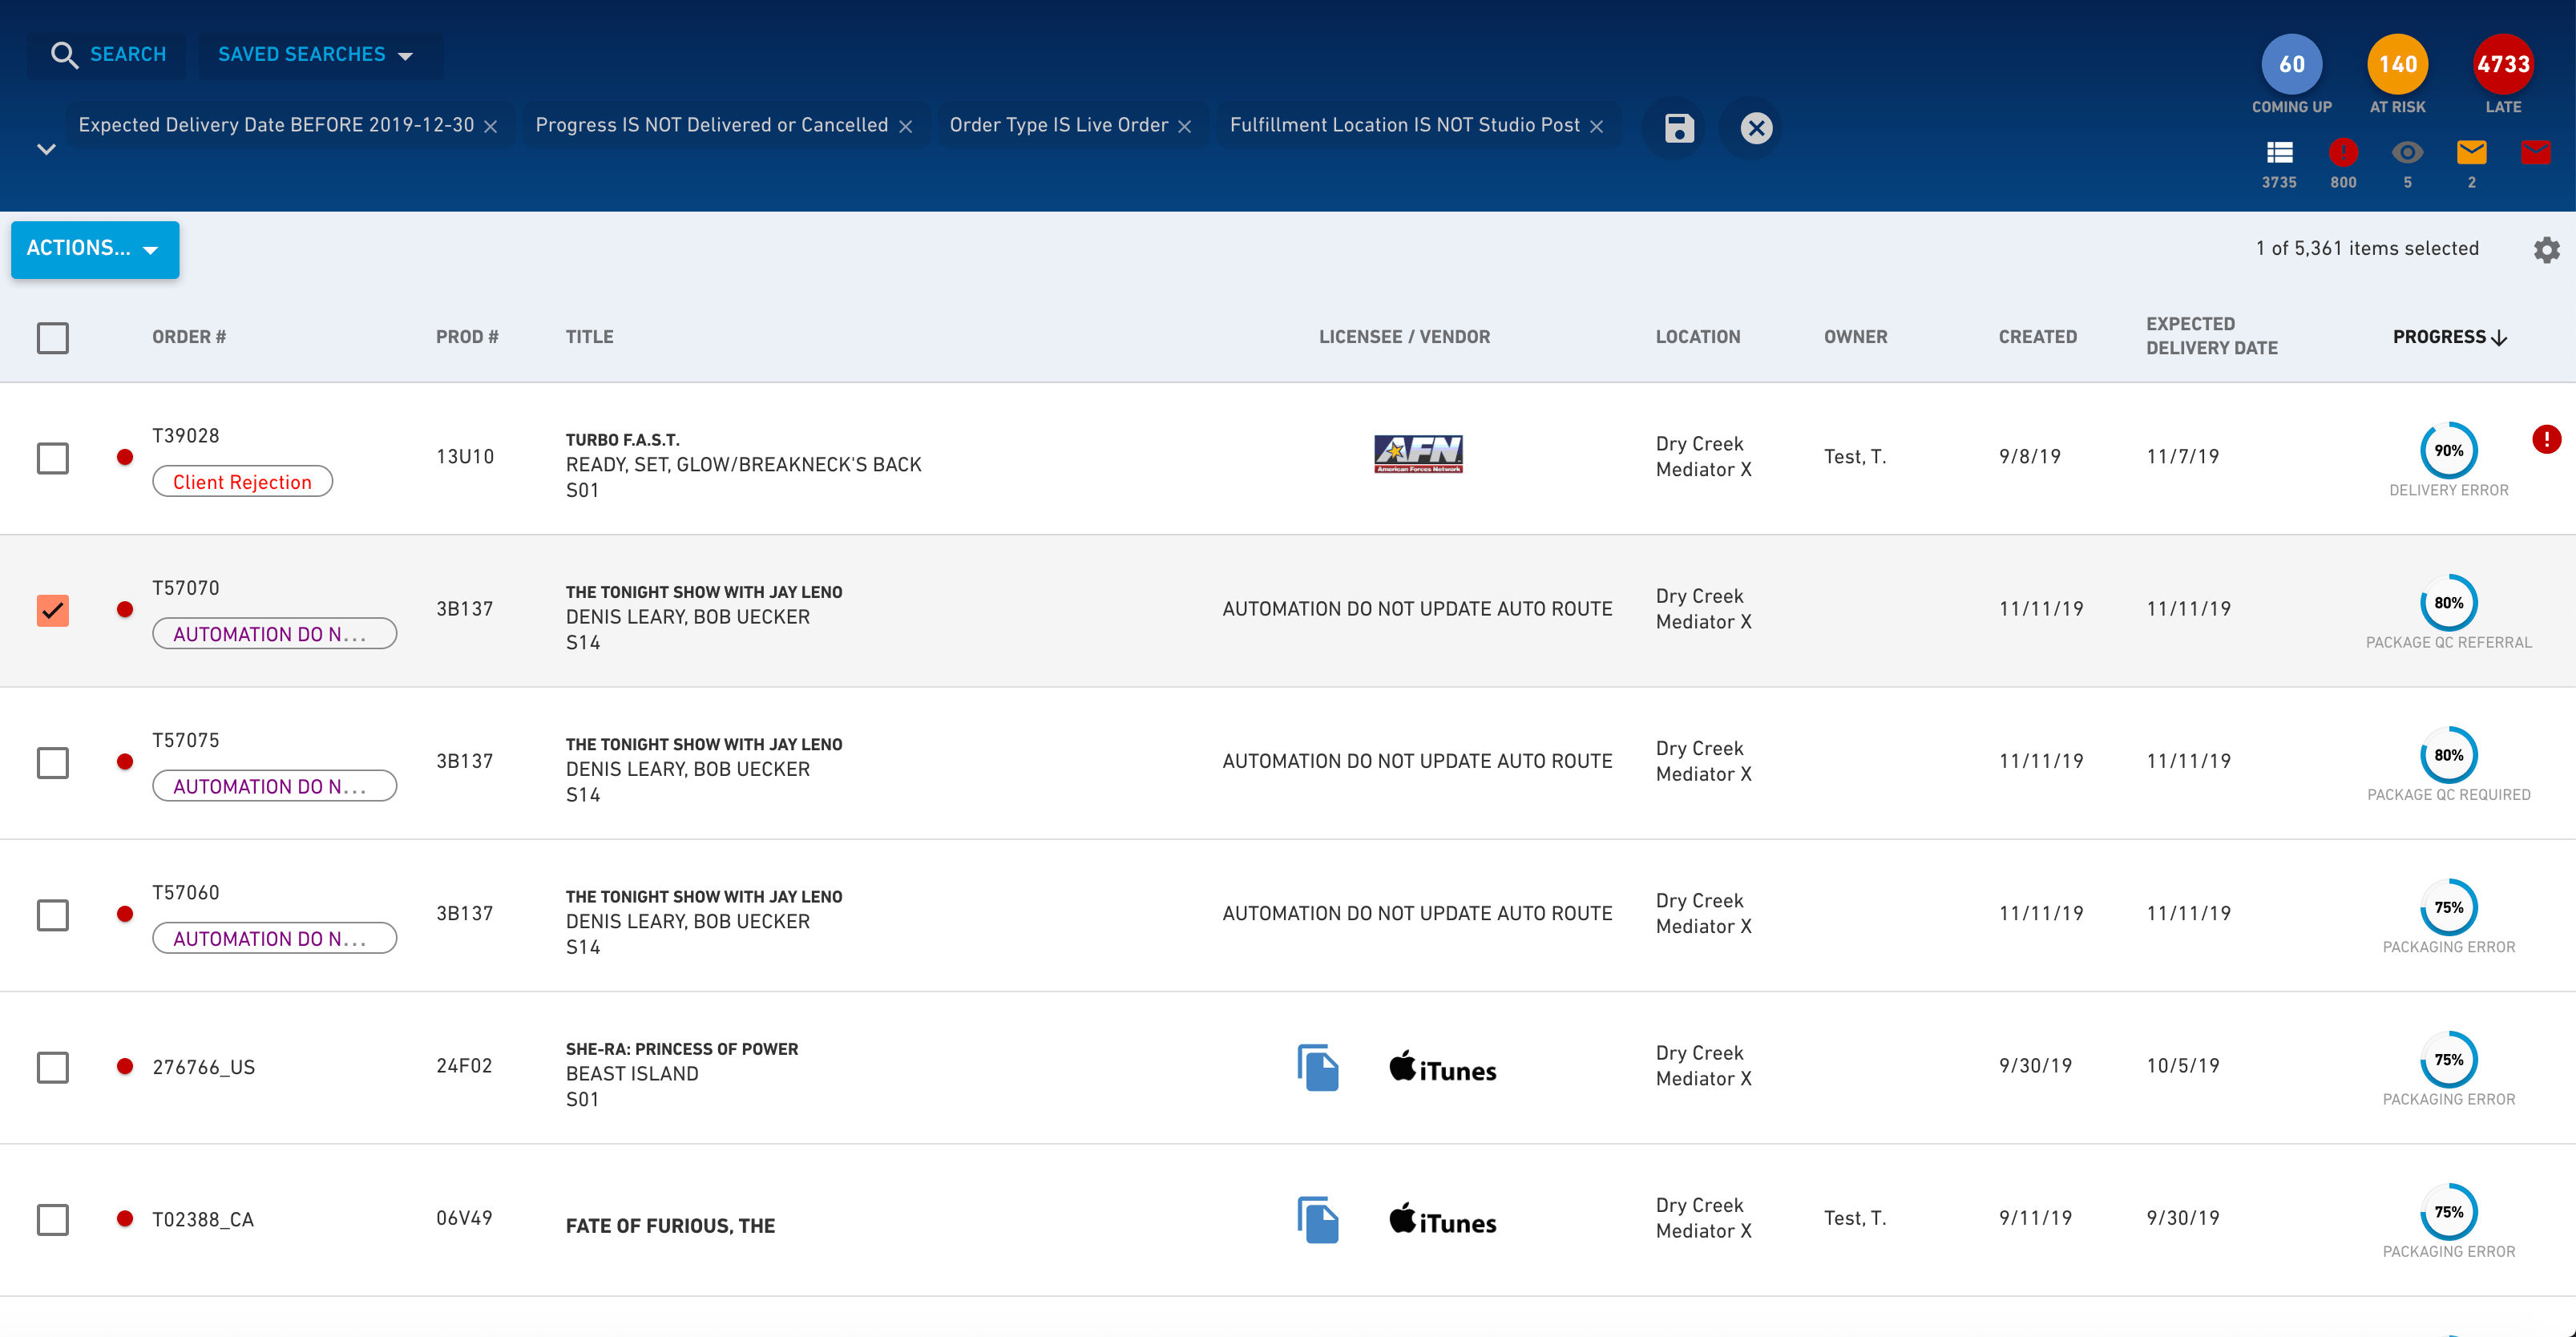 SEARCH
SAVED SEARCHES
60
140
4733
COMING UP
AT RISK
LATE
Expected Delivery Date BEFORE 2019-12-30
Progress IS NOT Delivered or Cancelled
Order Type IS Live Order
Fulfillment Location IS NOT Studio Post
3735
800
5
2
ACTIONS...
1 of 5,361 items selected
ORDER #
PROD #
TITLE
LICENSEE / VENDOR
LOCATION
OWNER
CREATED
EXPECTED
DELIVERY DATE
PROGRESS
T39028
Client Rejection
13U10
TURBO F.A.S.T.
READY, SET, GLOW/BREAKNECK'S BACK
S01
AFN
American Forces Network
Dry Creek
Mediator X
Test, T.
9/8/19
11/7/19
90%
DELIVERY ERROR
T57070
AUTOMATION DO N...
3B137
THE TONIGHT SHOW WITH JAY LENO
DENIS LEARY, BOB UECKER
S14
AUTOMATION DO NOT UPDATE AUTO ROUTE
Dry Creek
Mediator X
11/11/19
11/11/19
80%
PACKAGE QC REFERRAL
T57075
AUTOMATION DO N...
3B137
THE TONIGHT SHOW WITH JAY LENO
DENIS LEARY, BOB UECKER
S14
AUTOMATION DO NOT UPDATE AUTO ROUTE
Dry Creek
Mediator X
11/11/19
11/11/19
80%
PACKAGE QC REQUIRED
T57060
AUTOMATION DO N...
3B137
THE TONIGHT SHOW WITH JAY LENO
DENIS LEARY, BOB UECKER
S14
AUTOMATION DO NOT UPDATE AUTO ROUTE
Dry Creek
Mediator X
11/11/19
11/11/19
75%
PACKAGING ERROR
276766_US
24F02
SHE-RA: PRINCESS OF POWER
BEAST ISLAND
S01
iTunes
Dry Creek
Mediator X
9/30/19
10/5/19
75%
PACKAGING ERROR
T02388_CA
06V49
FATE OF FURIOUS, THE
iTunes
Dry Creek
Mediator X
Test, T.
9/11/19
9/30/19
75%
PACKAGING ERROR